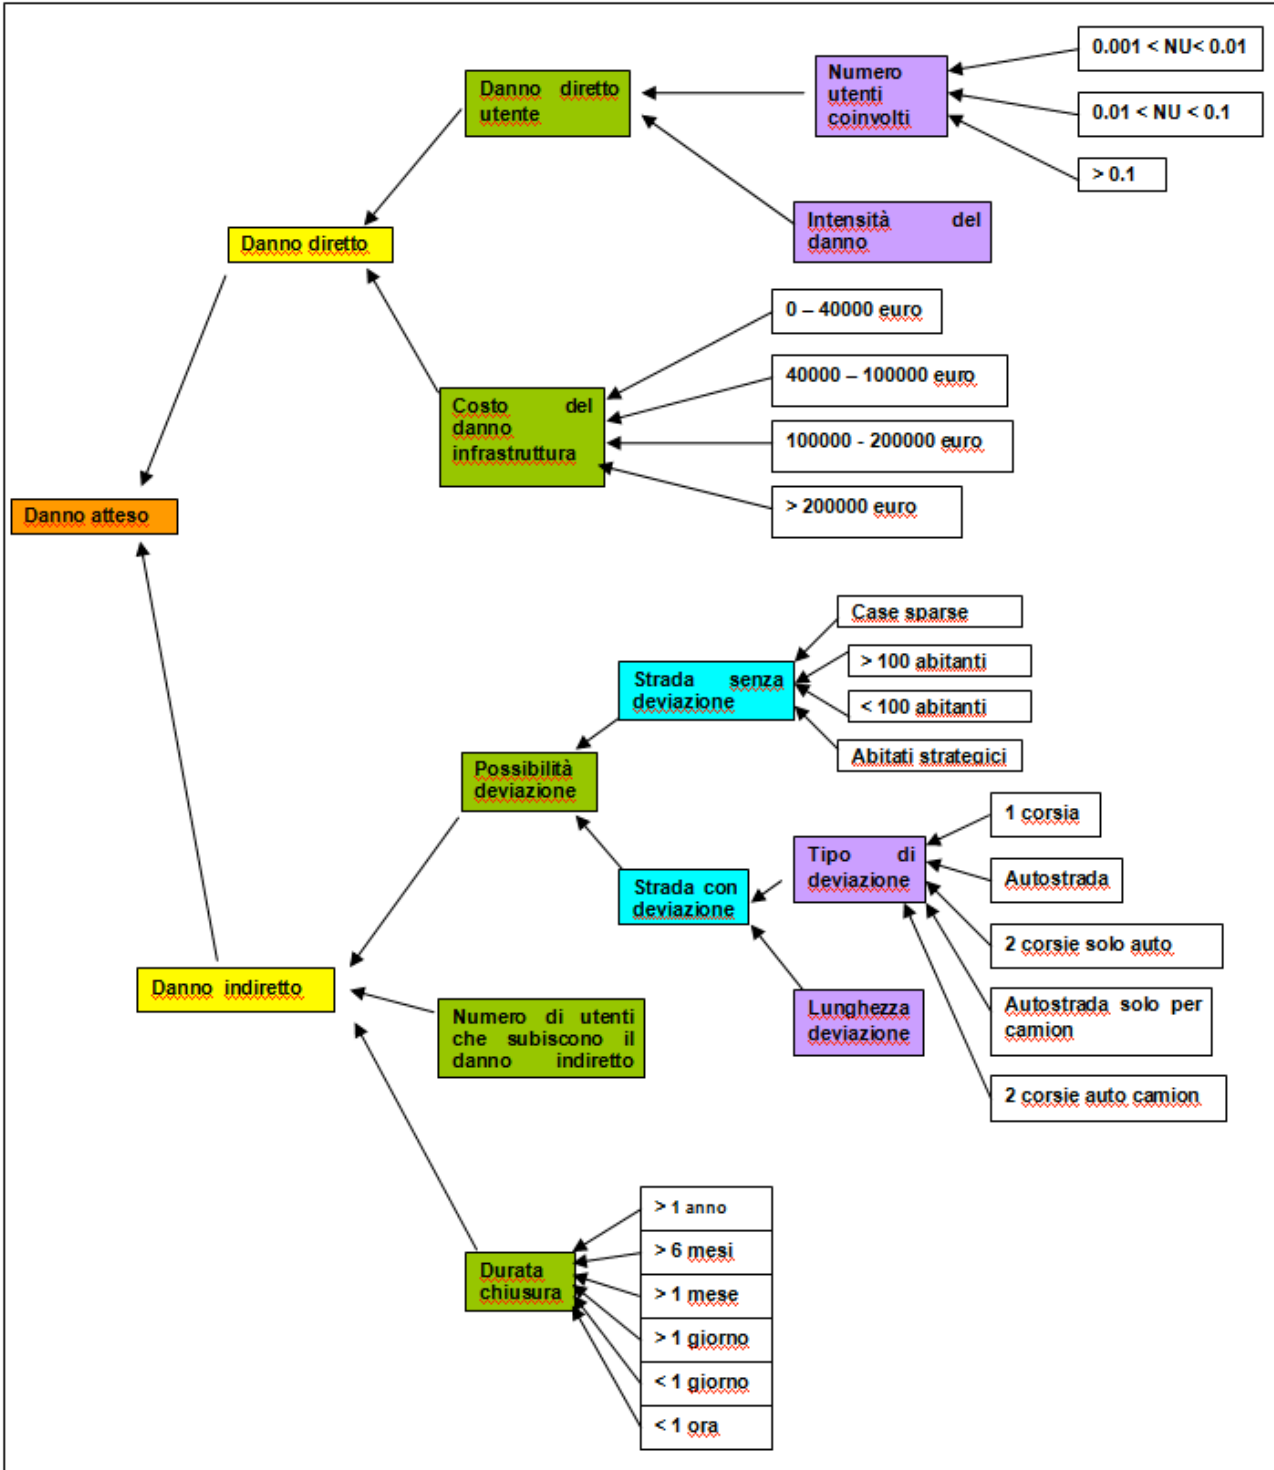 0.001 < NU< 0.01
Numero
utenti
coinvolti
Danno diretto
utente
0.01 < NU < 0.1
> 0.1
Intensità del
danno
Danno diretto
0 – 40000 euro
40000 – 100000 euro
Costo del
danno
infrastruttura
100000 - 200000 euro
> 200000 euro
Danno atteso
Case sparse
> 100 abitanti
Strada senza
deviazione
< 100 abitanti
Abitati strategici
Possibilità
deviazione
1 corsia
Tipo di
deviazione
Autostrada
Strada con
deviazione
2 corsie solo auto
Danno indiretto
Lunghezza
deviazione
Autostrada solo per
camion
Numero di utenti
che subiscono il
danno indiretto
2 corsie auto camion
> 1 anno
> 6 mesi
Durata
chiusura
> 1 mese
> 1 giorno
< 1 giorno
< 1 ora